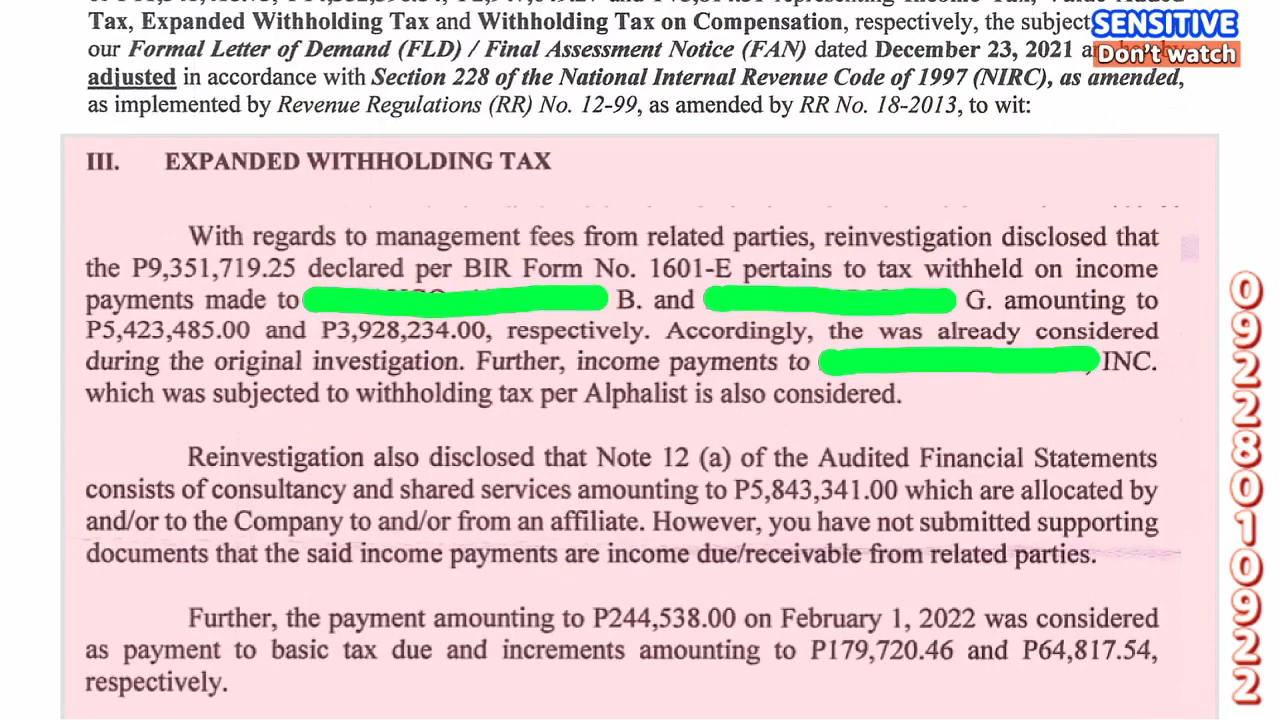 Tax, Expanded Withholding Tax and Withholding Tax on Compensation, respectively, the subject
SENSITIVE
our Formal Letter of Demand (FLD) / Final Assessment Notice (FAN) dated December 23, 2021
Don't watch
adjusted in accordance with Section 228 of the National Internal Revenue Code of 1997 (NIRC), as amended,
as implemented by Revenue Regulations (RR) No. 12-99, as amended by RR No. 18-2013, to wit:
III. EXPANDED WITHHOLDING TAX
With regards to management fees from related parties, reinvestigation disclosed that
the P9,351,719.25 declared per BIR Form No. 1601-E pertains to tax withheld on income
payments made to B. and G. amounting to
P5,423,485.00 and P3,928,234.00, respectively. Accordingly, the was already considered
during the original investigation. Further, income payments to INC.
which was subjected to withholding tax per Alphalist is also considered.
Reinvestigation also disclosed that Note 12 (a) of the Audited Financial Statements
consists of consultancy and shared services amounting to P5,843,341.00 which are allocated by
and/or to the Company to and/or from an affiliate. However, you have not submitted supporting
documents that the said income payments are income due/receivable from related parties.
Further, the payment amounting to P244,538.00 on February 1, 2022 was considered
as payment to basic tax due and increments amounting to P179,720.46 and P64,817.54,
respectively.
09228010922